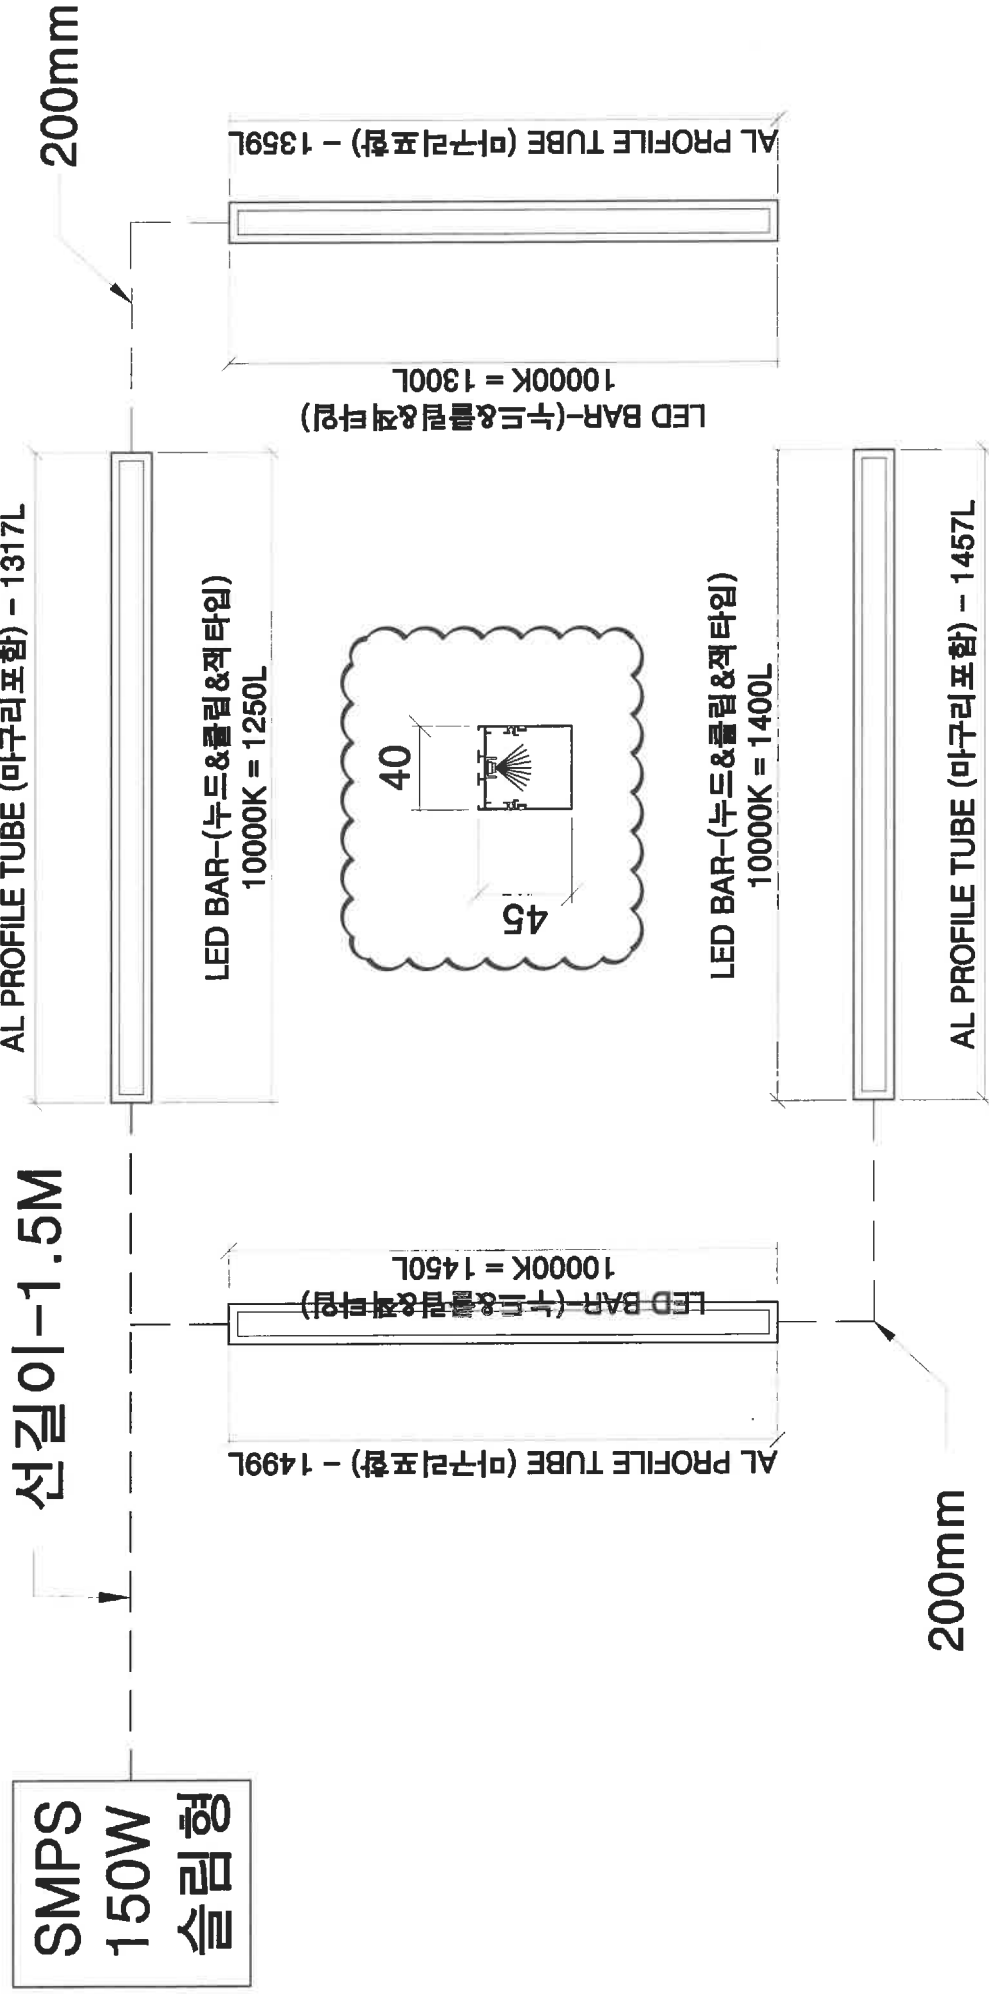 200mm
AL PROFILE TUBE (마구리포함) - 1359L
10000K = 1300L
LED BAR-(누드&클립&잭타입)
AL PROFILE TUBE (마구리포함) - 1317L
LED BAR-(누드&클립&잭타입)
10000K = 1250L
40
45
LED BAR-(누드&클립&잭타입)
10000K = 1400L
AL PROFILE TUBE (마구리포함) - 1457L
선길이-1.5M
10000K = 1450L
LED BAR-(누드&클립&잭타입)
AL PROFILE TUBE (마구리포함) - 1499L
200mm
SMPS
150W
슬림형